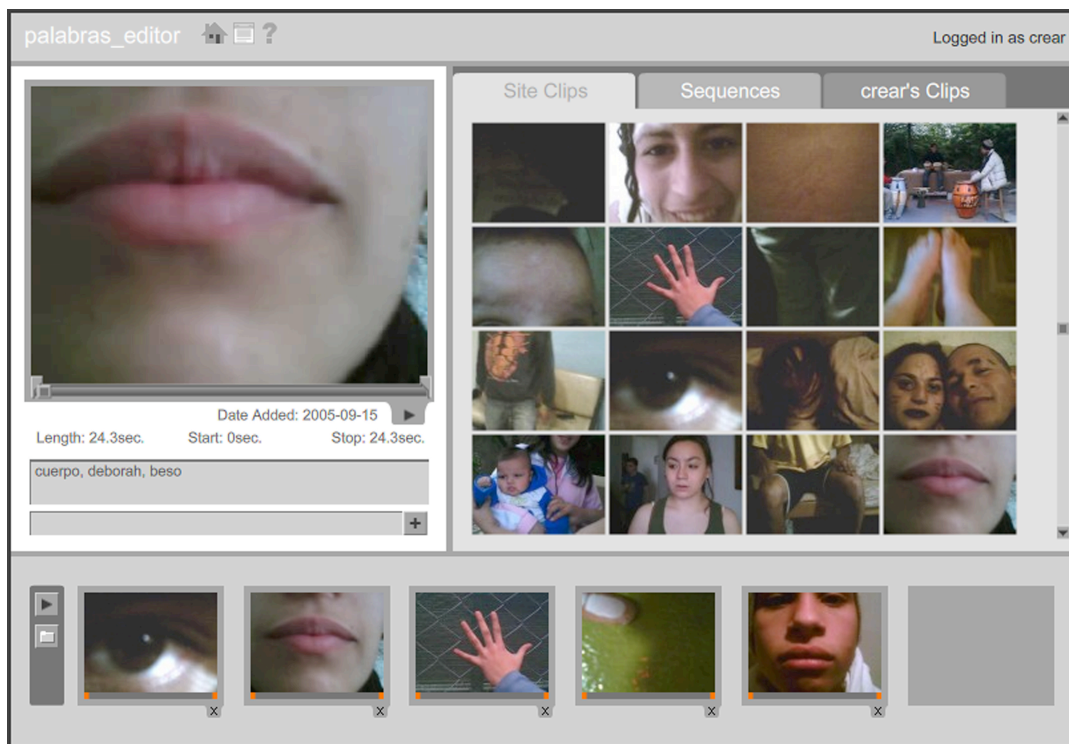 palabras_editor ?
Logged in as crear
Site Clips
Sequences
crear's Clips
Date Added: 2005-09-15
Length: 24.3sec. Start: 0sec. Stop: 24.3sec.
cuerpo, deborah, beso
+
X X X X X